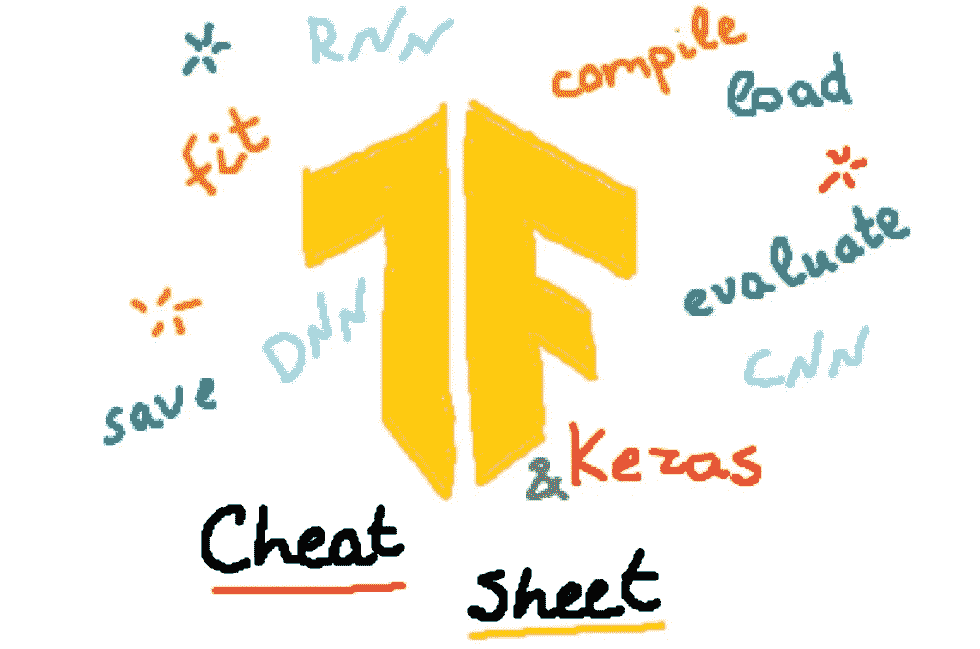 RNN
compile
load
fit
evaluate
DNN
CNN
save
& Keras
Cheat
Sheet